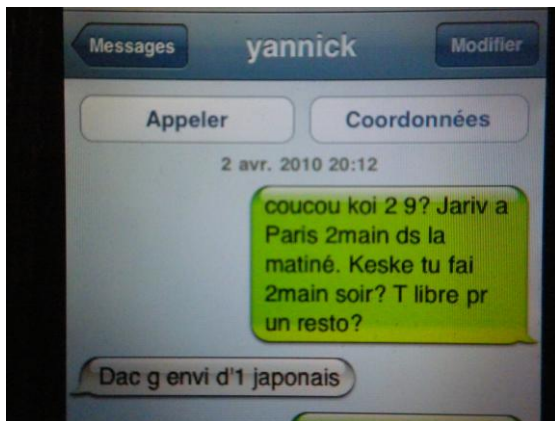 Messages yannick Modifier
Appeler Coordonnées
2 avr. 2010 20:12
coucou koi 2 9? Jariv a
Paris 2main ds la
matiné. Keske tu fai
2main soir? T libre pr
un resto?
Dac g envi d'1 japonais